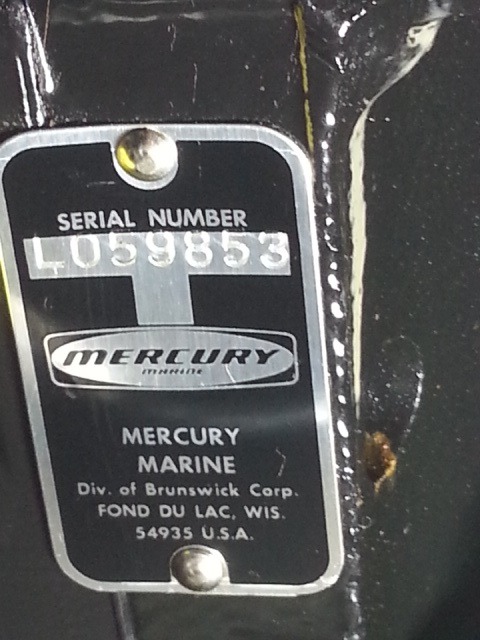 SERIAL NUMBER
L059853
MERCURY
MARINE
MERCURY
MARINE
Div. of Brunswick Corp.
FOND DU LAC, WIS.
54935 U.S.A.